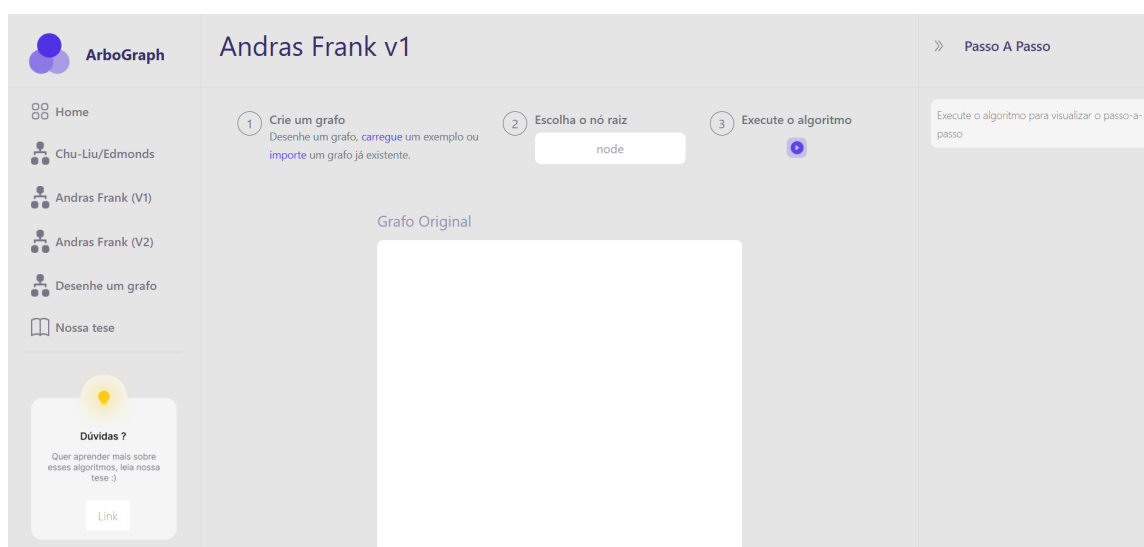 ArboGraph
Home
Chu-Liu/Edmonds
Andras Frank (V1)
Andras Frank (V2)
Desenhe um grafo
Nossa tese
Dúvidas ?
Quer aprender mais sobre
esses algoritmos, leia nossa
tese :)
Link
Andras Frank v1
1
Crie um grafo
Desenhe um grafo, carregue um exemplo ou
importe um grafo já existente.
2
Escolha o nó raiz
node
3
Execute o algoritmo
Grafo Original
Passo A Passo
Execute o algoritmo para visualizar o passo-a-
passo